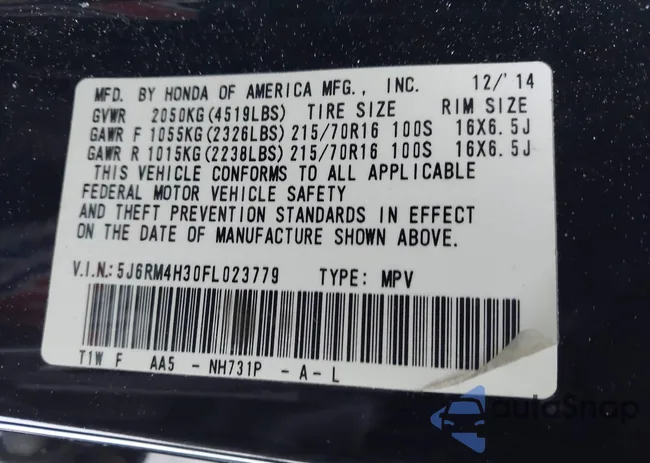 MFD. BY HONDA OF AMERICA MFG., INC. 12/'14
GVWR 2050KG(4519LBS) TIRE SIZE RIM SIZE
GAWR F 1055KG(2326LBS) 215/70R16 100S 16X6.5J
GAWR R 1015KG(2238LBS) 215/70R16 100S 16X6.5J
THIS VEHICLE CONFORMS TO ALL APPLICABLE
FEDERAL MOTOR VEHICLE SAFETY
AND THEFT PREVENTION STANDARDS IN EFFECT
ON THE DATE OF MANUFACTURE SHOWN ABOVE.
V.I.N.: 5J6RM4H30FL023779 TYPE: MPV
T1W F AA5 - NH731P - A - L
autoSnap